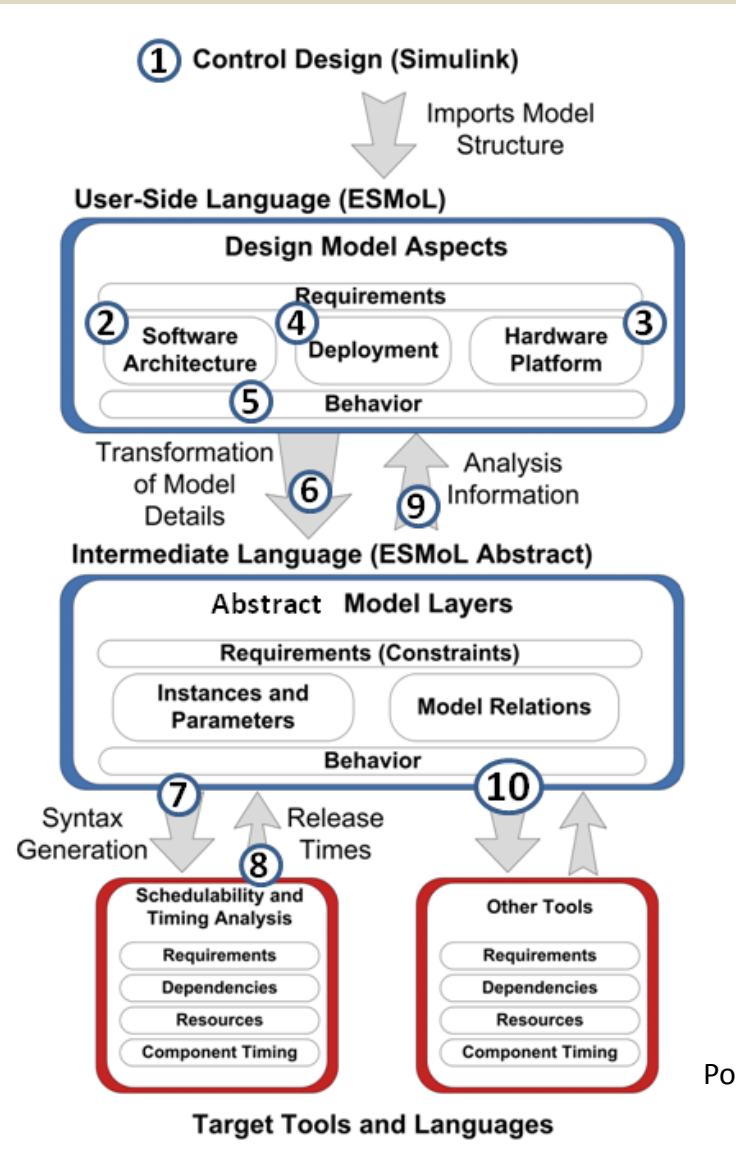 1 Control Design (Simulink)
Imports Model
Structure
User-Side Language (ESMoL)
Design Model Aspects
Requirements
2
Software
Architecture
4
Deployment
3
Hardware
Platform
5
Behavior
Transformation
of Model
Details
6
9
Analysis
Information
Intermediate Language (ESMoL Abstract)
Abstract Model Layers
Requirements (Constraints)
Instances and
Parameters
Model Relations
Behavior
7
10
Syntax
Generation
8
Release
Times
Schedulability and
Timing Analysis
Requirements
Dependencies
Resources
Component Timing
Other Tools
Requirements
Dependencies
Resources
Component Timing
Po
Target Tools and Languages